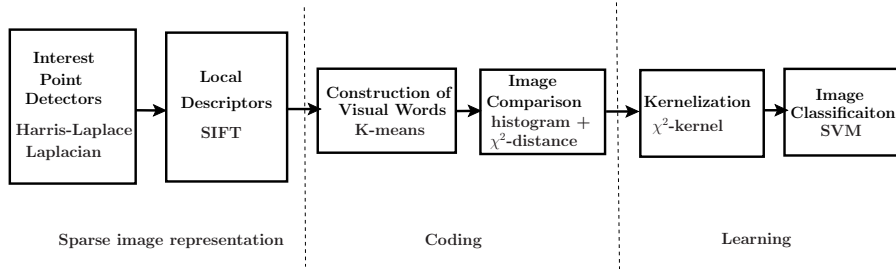 Interest
Point
Detectors
Harris-Laplace
Laplacian
Local
Descriptors
SIFT
Construction of
Visual Words
K-means
Image
Comparison
histogram +
χ²-distance
Kernelization
χ²-kernel
Image
Classificaiton
SVM
Sparse image representation
Coding
Learning